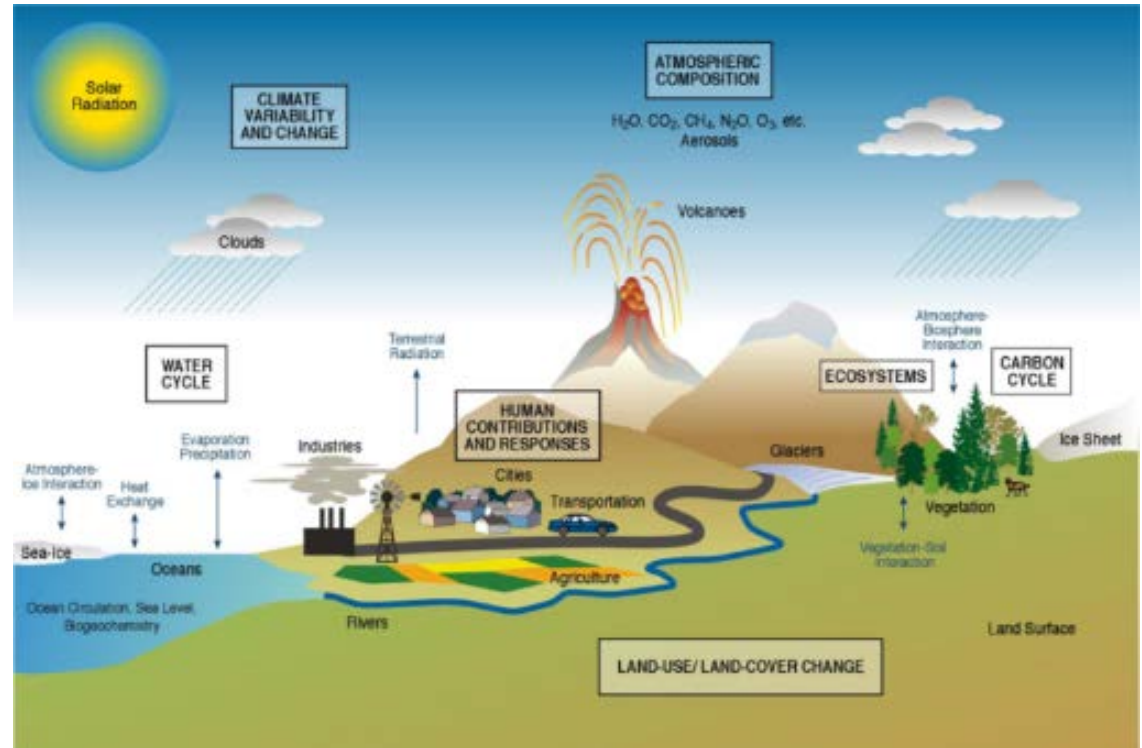 Solar
Radiation
CLIMATE
VARIABILITY
AND CHANGE
ATMOSPHERIC
COMPOSITION
H₂O, CO₂, CH₄, N₂O, O₃, etc.
Aerosols
Volcanoes
Clouds
Atmosphere-
Biosphere
Interaction
Terrestrial
Radiation
WATER
CYCLE
ECOSYSTEMS
CARBON
CYCLE
HUMAN
CONTRIBUTIONS
AND RESPONSES
Evaporation
Precipitation
Industries
Glaciers
Ice Sheet
Atmosphere-
Ice Interaction
Heat
Exchange
Cities
Transportation
Vegetation
Sea-Ice
Oceans
Vegetation-Soil
Interaction
Agriculture
Ocean Circulation, Sea Level,
Biogeochemistry
Rivers
Land Surface
LAND-USE/ LAND-COVER CHANGE